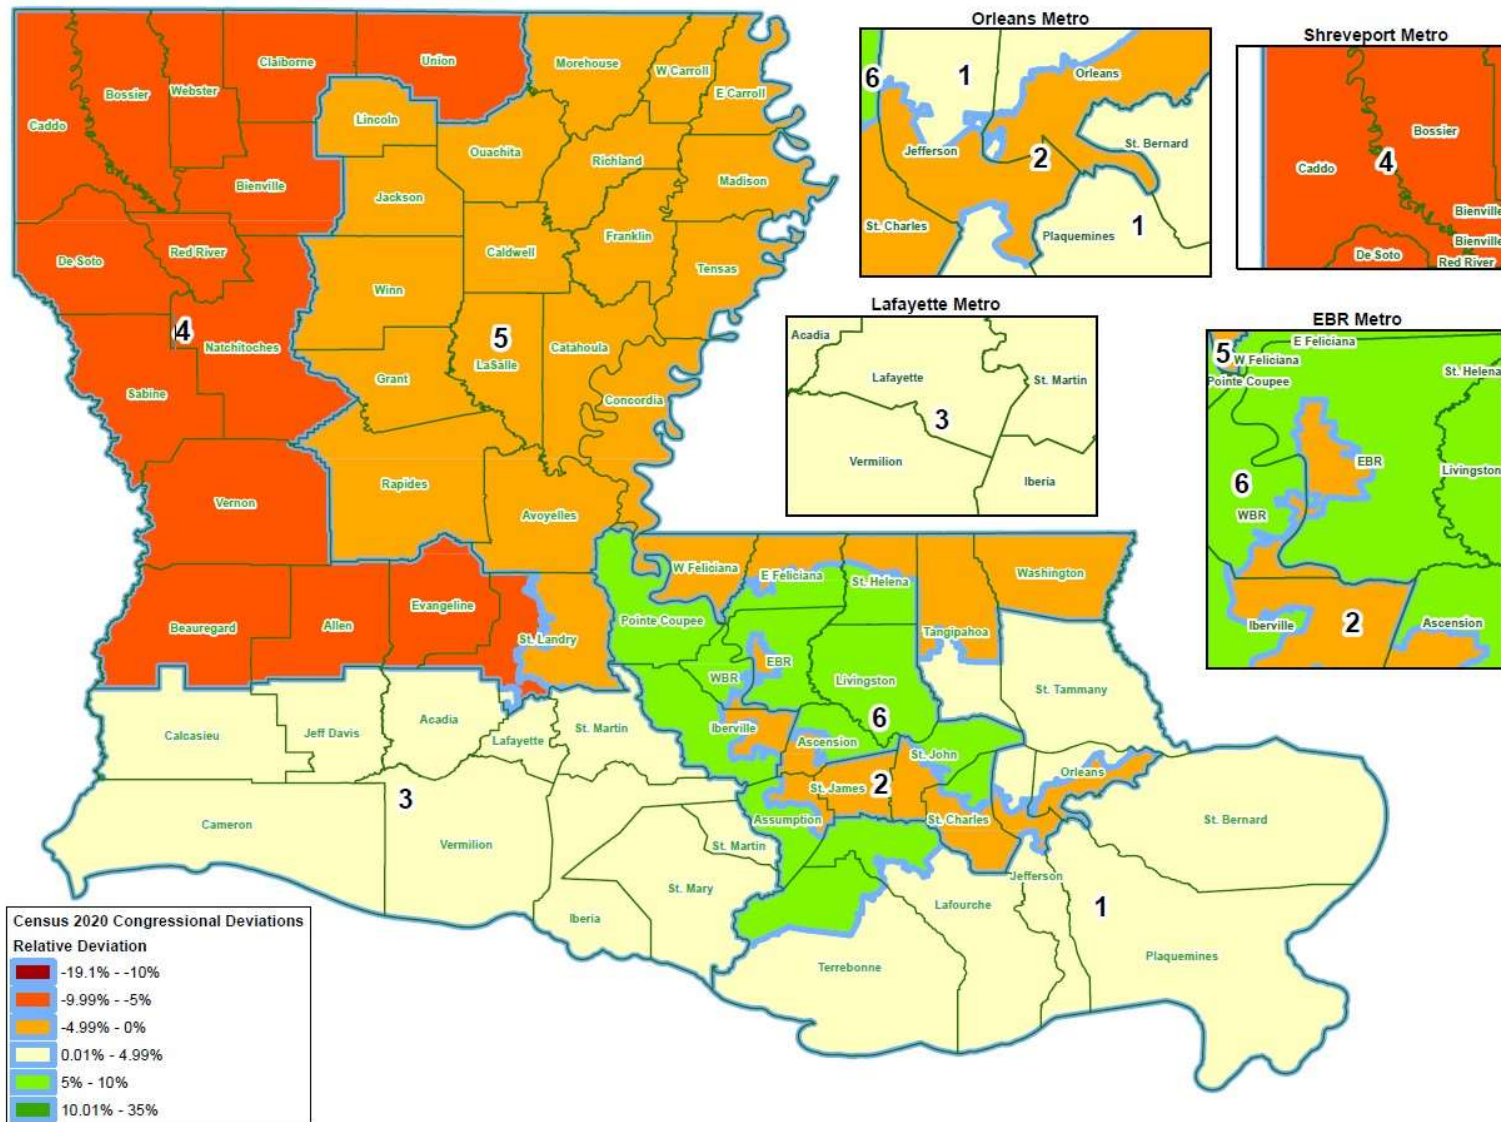 Orleans Metro
Shreveport Metro
Claiborne
Union
Morehouse
W Carroll
E Carroll
Bossier
Webster
Caddo
Lincoln
Ouachita
Richland
Madison
Bienville
Jackson
Red River
De Soto
Caldwell
Franklin
Tensas
Winn
4
Natchitoches
5
LaSalle
Catahoula
Sabine
Grant
Concordia
Vernon
Rapides
Avoyelles
6
1
Orleans
Jefferson
2
St. Bernard
St. Charles
Plaquemines
1
Bossier
Caddo
4
Bienville
Bienville
De Soto
Red River
Lafayette Metro
Acadia
Lafayette
St. Martin
3
Vermilion
Iberia
EBR Metro
E Feliciana
5
W Feliciana
Pointe Coupee
St. Helena
EBR
Livingston
6
WBR
Iberville
2
Ascension
Beauregard
Allen
Evangeline
St. Landry
Pointe Coupee
W Feliciana
E Feliciana
St. Helena
Tangipahoa
Washington
WBR
EBR
Livingston
St. Tammany
Calcasieu
Jeff Davis
Acadia
Lafayette
St. Martin
Iberville
6
Ascension
St. John
Orleans
Cameron
3
Vermilion
St. Martin
St. James
2
Assumption
St. Charles
St. Bernard
St. Mary
Iberia
Jefferson
Lafourche
1
Terrebonne
Plaquemines
Census 2020 Congressional Deviations
Relative Deviation
-19.1% - -10%
-9.99% - -5%
-4.99% - 0%
0.01% - 4.99%
5% - 10%
10.01% - 35%